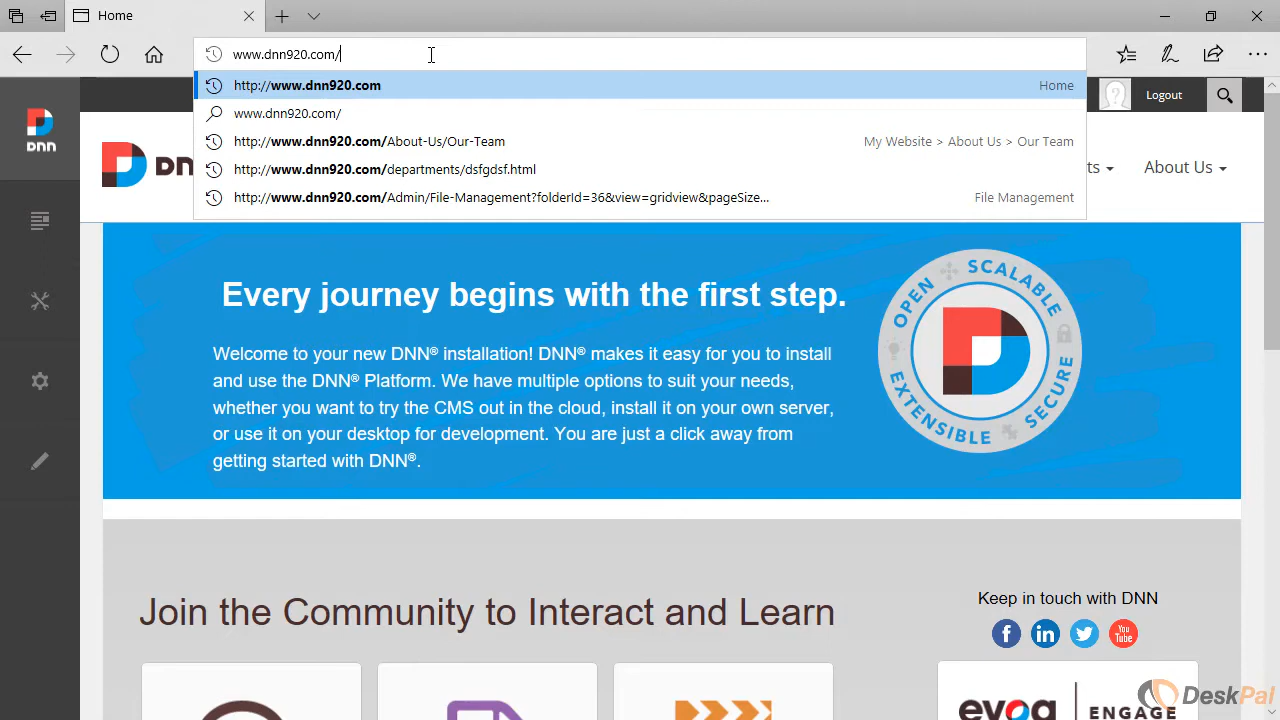 Home
www.dnn920.com/
http://www.dnn920.com Home
www.dnn920.com/
http://www.dnn920.com/About-Us/Our-Team My Website > About Us > Our Team
http://www.dnn920.com/departments/dsfgdsf.html
http://www.dnn920.com/Admin/File-Management?folderId=36&view=gridview&pageSize... File Management
Logout
DNN
DN
ts
About Us
Every journey begins with the first step.
Welcome to your new DNN® installation! DNN® makes it easy for you to install
and use the DNN® Platform. We have multiple options to suit your needs,
whether you want to try the CMS out in the cloud, install it on your own server,
or use it on your desktop for development. You are just a click away from
getting started with DNN®.
OPEN
SCALABLE
EXTENSIBLE
SECURE
Join the Community to Interact and Learn
Keep in touch with DNN
You
Tube
evoq ENGAGE
DeskPal